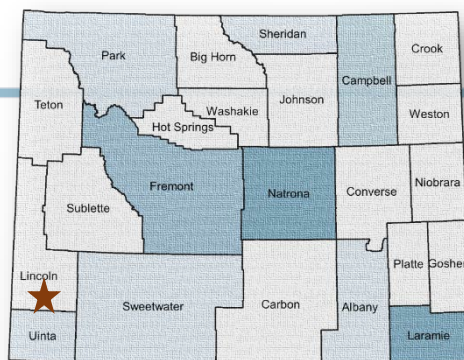 Sheridan
Park
Big Horn
Crook
Campbell
Teton
Johnson
Washakie
Weston
Hot Springs
Fremont
Natrona
Converse
Niobrara
Sublette
Lincoln
Platte
Goshen
Sweetwater
Carbon
Albany
Uinta
Laramie